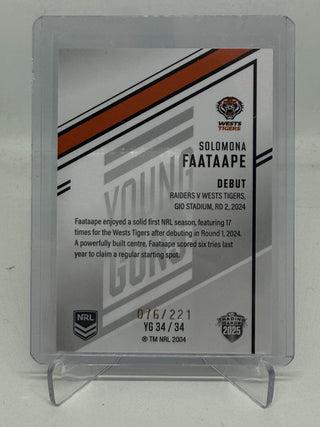 WESTS
TIGERS
SOLOMONA
FAATAAPE
DEBUT
RAIDERS V WESTS TIGERS,
GIO STADIUM, RD 2, 2024
YOUNG
GUNS
Faataape enjoyed a solid first NRL season, featuring 17
times for the Wests Tigers after debuting in Round 1, 2024.
A powerfully built centre, Faataape scored six tries last
year to claim a regular starting spot.
076/221
NRL
YG 34 / 34
® TM NRL 2004
TRADING
CARDS
2025